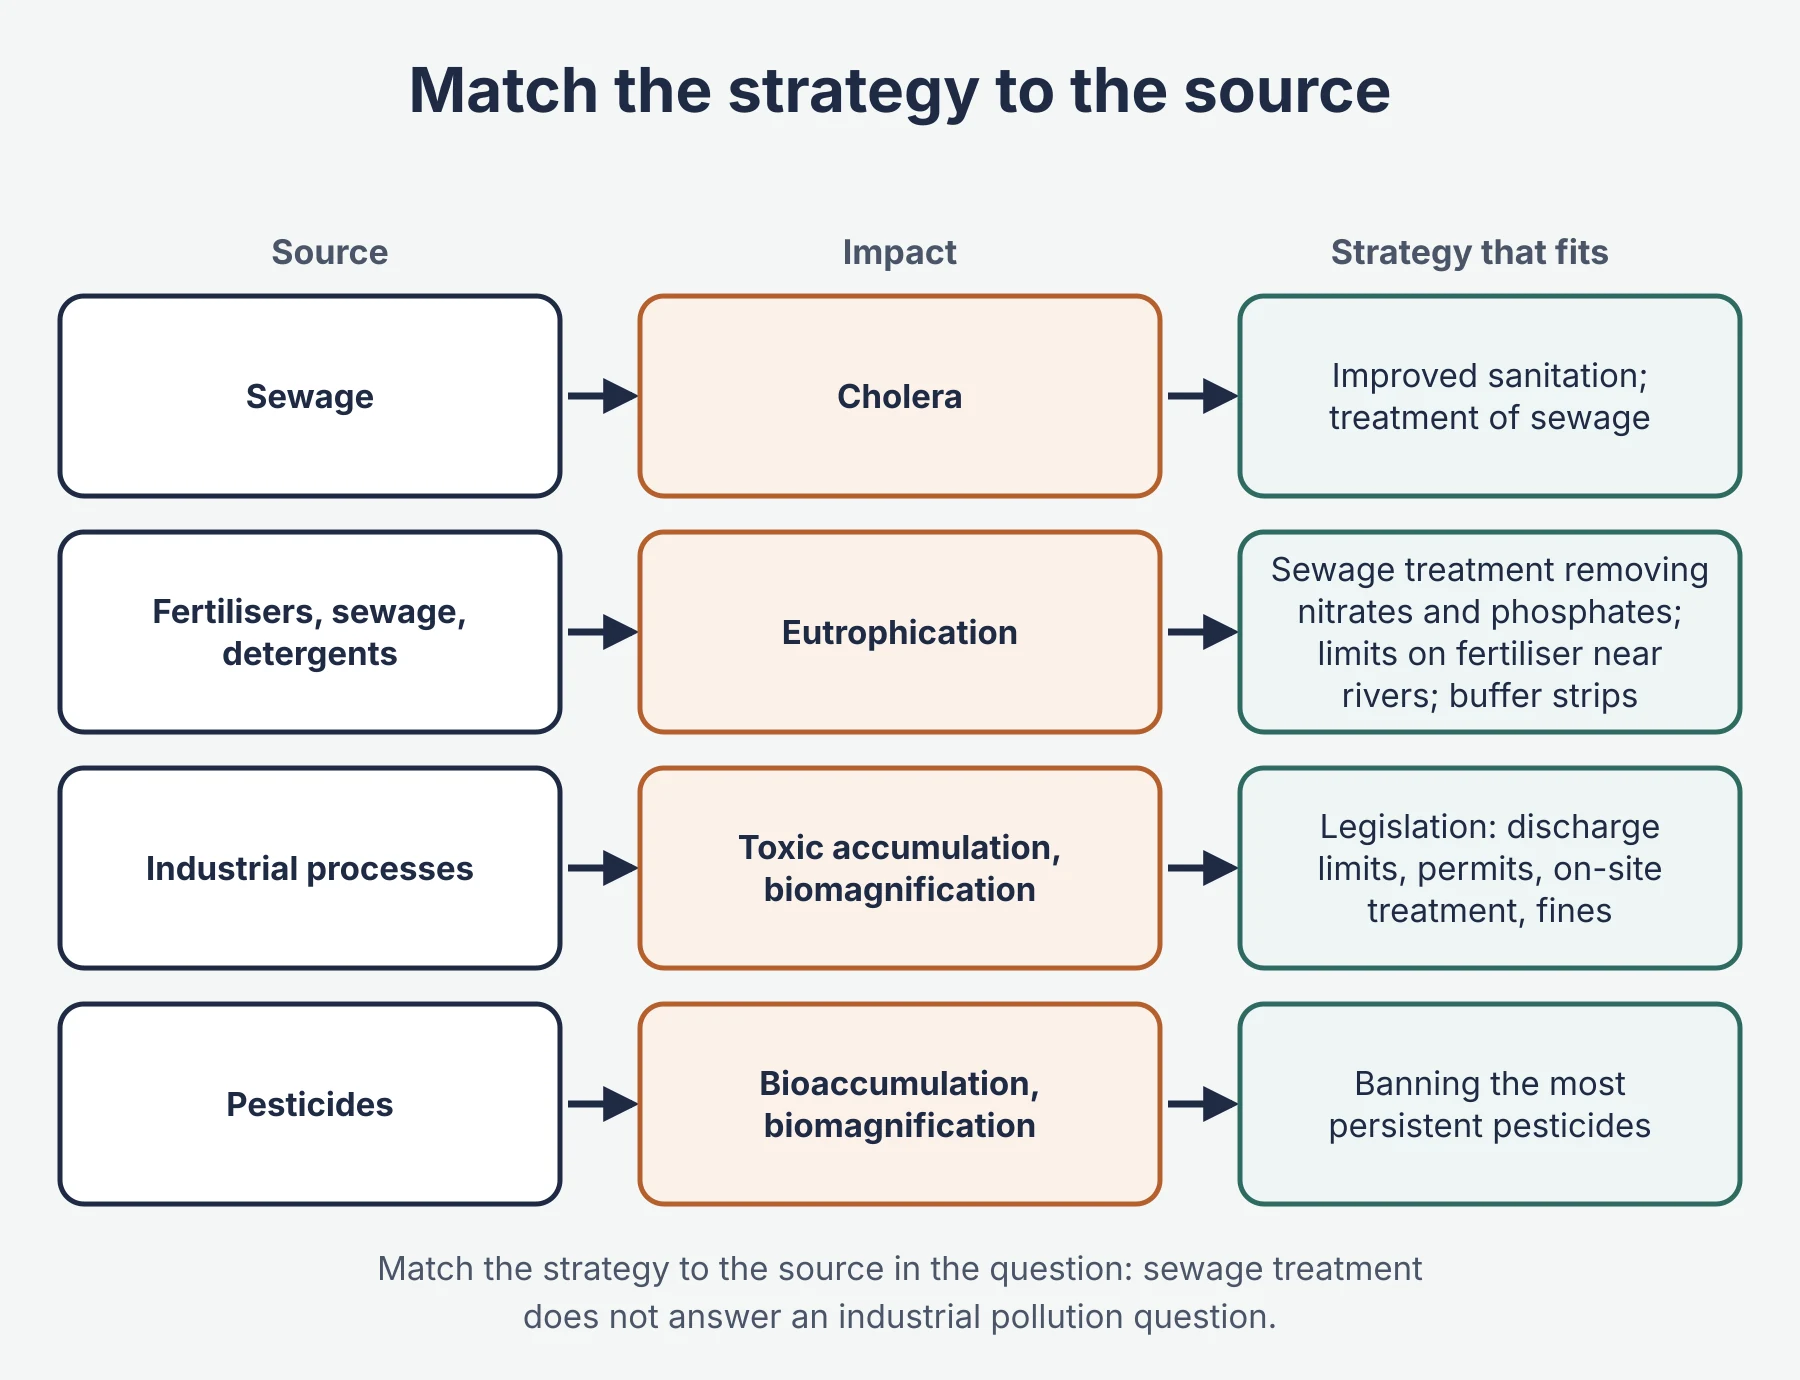 Match the strategy to the source
Source
Impact
Strategy that fits
Sewage
Cholera
Improved sanitation;
treatment of sewage
Fertilisers, sewage,
detergents
Eutrophication
Sewage treatment removing
nitrates and phosphates;
limits on fertiliser near
rivers; buffer strips
Industrial processes
Toxic accumulation,
biomagnification
Legislation: discharge
limits, permits, on-site
treatment, fines
Pesticides
Bioaccumulation,
biomagnification
Banning the most
persistent pesticides
Match the strategy to the source in the question: sewage treatment
does not answer an industrial pollution question.